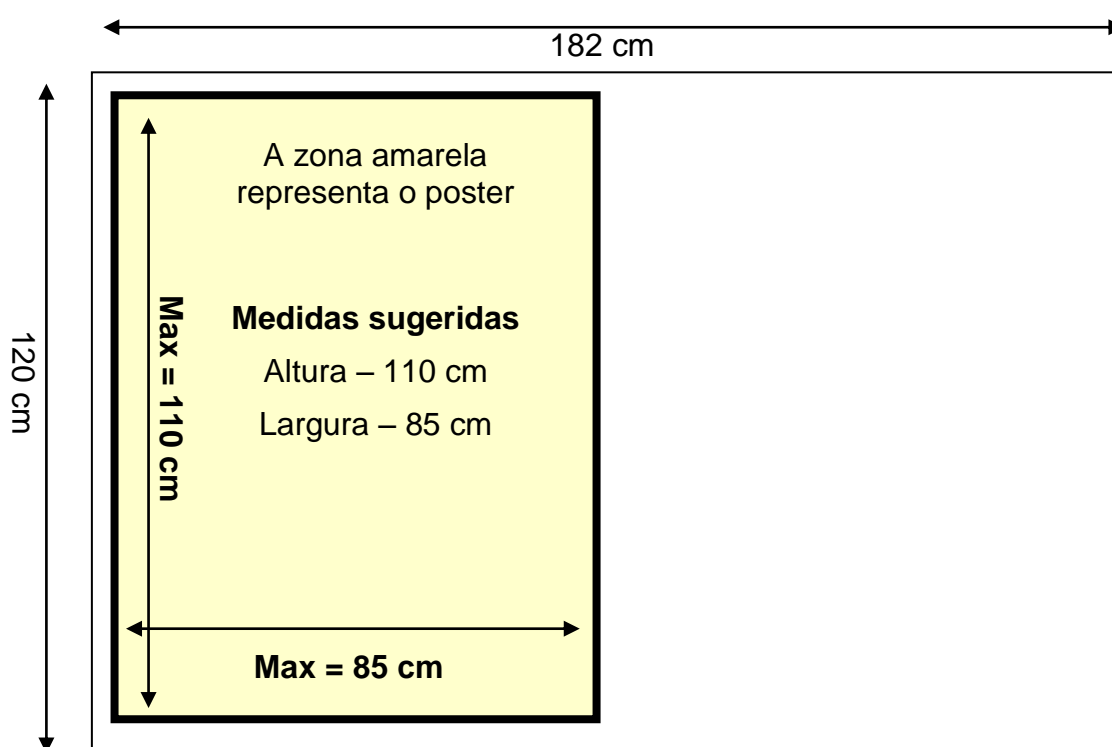 182 cm
A zona amarela
representa o poster
Medidas sugeridas
Altura – 110 cm
Largura – 85 cm
Max = 110 cm
120 cm
Max = 85 cm